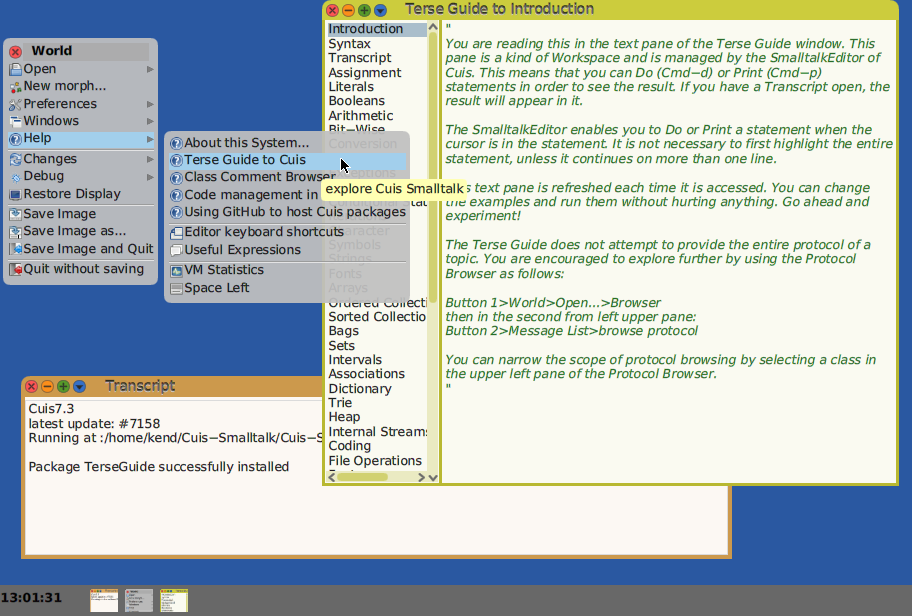 World
Open
New morph...
Preferences
Windows
Help
Changes
Debug
Restore Display
Save Image
Save Image as...
Save Image and Quit
Quit without saving
About this System...
Terse Guide to Cuis
Class Comment Browser
Code management in
Using GitHub to host Cuis packages
Editor keyboard shortcuts
Useful Expressions
VM Statistics
Space Left
explore Cuis Smalltalk
Terse Guide to Introduction
Introduction
Syntax
Transcript
Assignment
Literals
Booleans
Arithmetic
Bit−Wise
Conversion
Symbols
Strings
Fonts
Arrays
Ordered Collecti
Sorted Collectio
Bags
Sets
Intervals
Associations
Dictionary
Trie
Heap
Internal Streams
Coding
File Operations
"
You are reading this in the text pane of the Terse Guide window. This
pane is a kind of Workspace and is managed by the SmalltalkEditor of
Cuis. This means that you can Do (Cmd−d) or Print (Cmd−p)
statements in order to see the result. If you have a Transcript open, the
result will appear in it.
The SmalltalkEditor enables you to Do or Print a statement when the
cursor is in the statement. It is not necessary to first highlight the entire
statement, unless it continues on more than one line.
s text pane is refreshed each time it is accessed. You can change
the examples and run them without hurting anything. Go ahead and
experiment!
The Terse Guide does not attempt to provide the entire protocol of a
topic. You are encouraged to explore further by using the Protocol
Browser as follows:
Button 1>World>Open...>Browser
then in the second from left upper pane:
Button 2>Message List>browse protocol
You can narrow the scope of protocol browsing by selecting a class in
the upper left pane of the Protocol Browser.
"
Transcript
Cuis7.3
latest update: #7158
Running at :/home/kend/Cuis−Smalltalk/Cuis−S
Package TerseGuide successfully installed
13:01:31